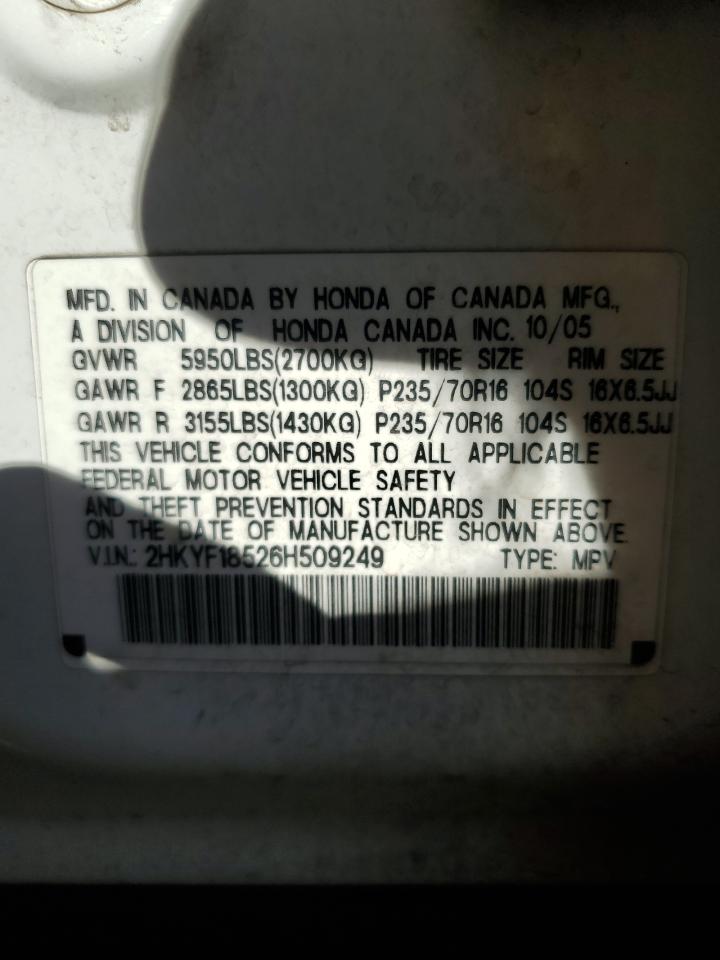 MFD. IN CANADA BY HONDA OF CANADA MFG.,
A DIVISION OF HONDA CANADA INC. 10/05
GVWR 5950LBS(2700KG) TIRE SIZE RIM SIZE
GAWR F 2865LBS(1300KG) P235/70R16 104S 16X6.5JJ
GAWR R 3155LBS(1430KG) P235/70R16 104S 16X6.5JJ
THIS VEHICLE CONFORMS TO ALL APPLICABLE
FEDERAL MOTOR VEHICLE SAFETY
AND THEFT PREVENTION STANDARDS IN EFFECT
ON THE DATE OF MANUFACTURE SHOWN ABOVE.
V.I.N.: 2HKYF18526H509249 TYPE: MPV